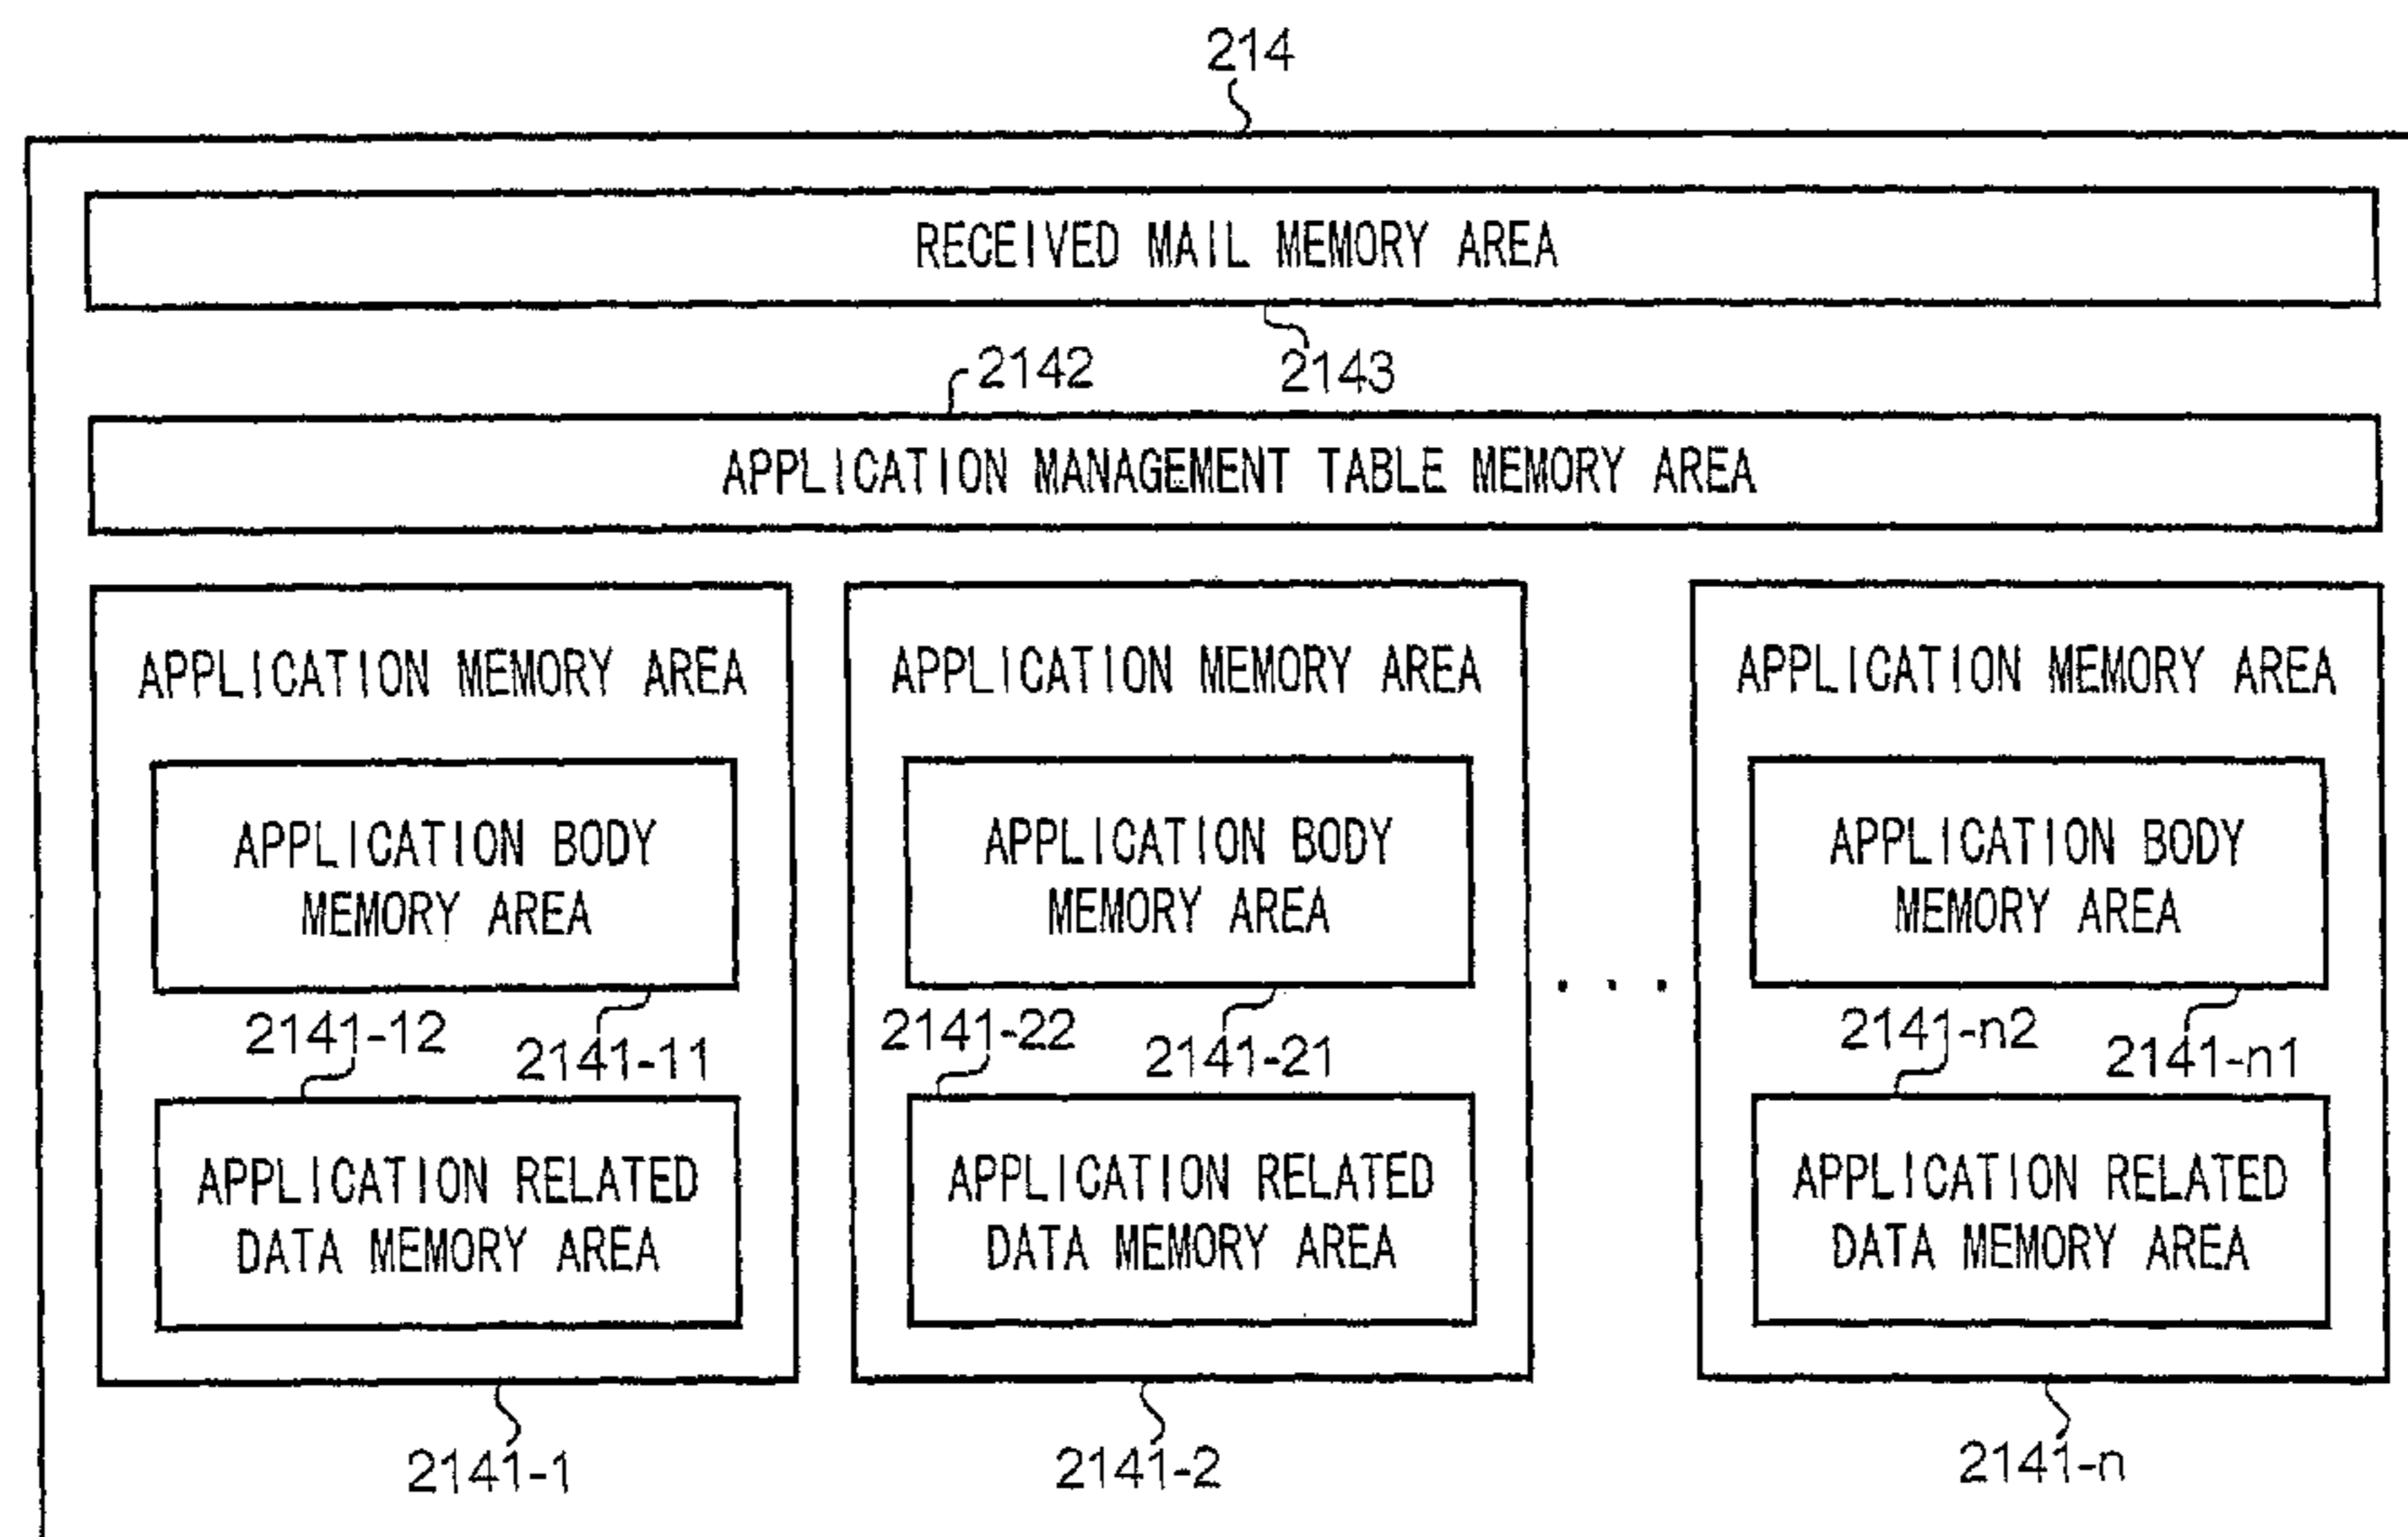 214
RECEIVED MAIL MEMORY AREA
2142
2143
APPLICATION MANAGEMENT TABLE MEMORY AREA
APPLICATION MEMORY AREA
APPLICATION BODY
MEMORY AREA
2141-12
2141-11
APPLICATION RELATED
DATA MEMORY AREA
2141-1
APPLICATION MEMORY AREA
APPLICATION BODY
MEMORY AREA
2141-22
2141-21
APPLICATION RELATED
DATA MEMORY AREA
2141-2
. . .
APPLICATION MEMORY AREA
APPLICATION BODY
MEMORY AREA
2141-n2
2141-n1
APPLICATION RELATED
DATA MEMORY AREA
2141-n